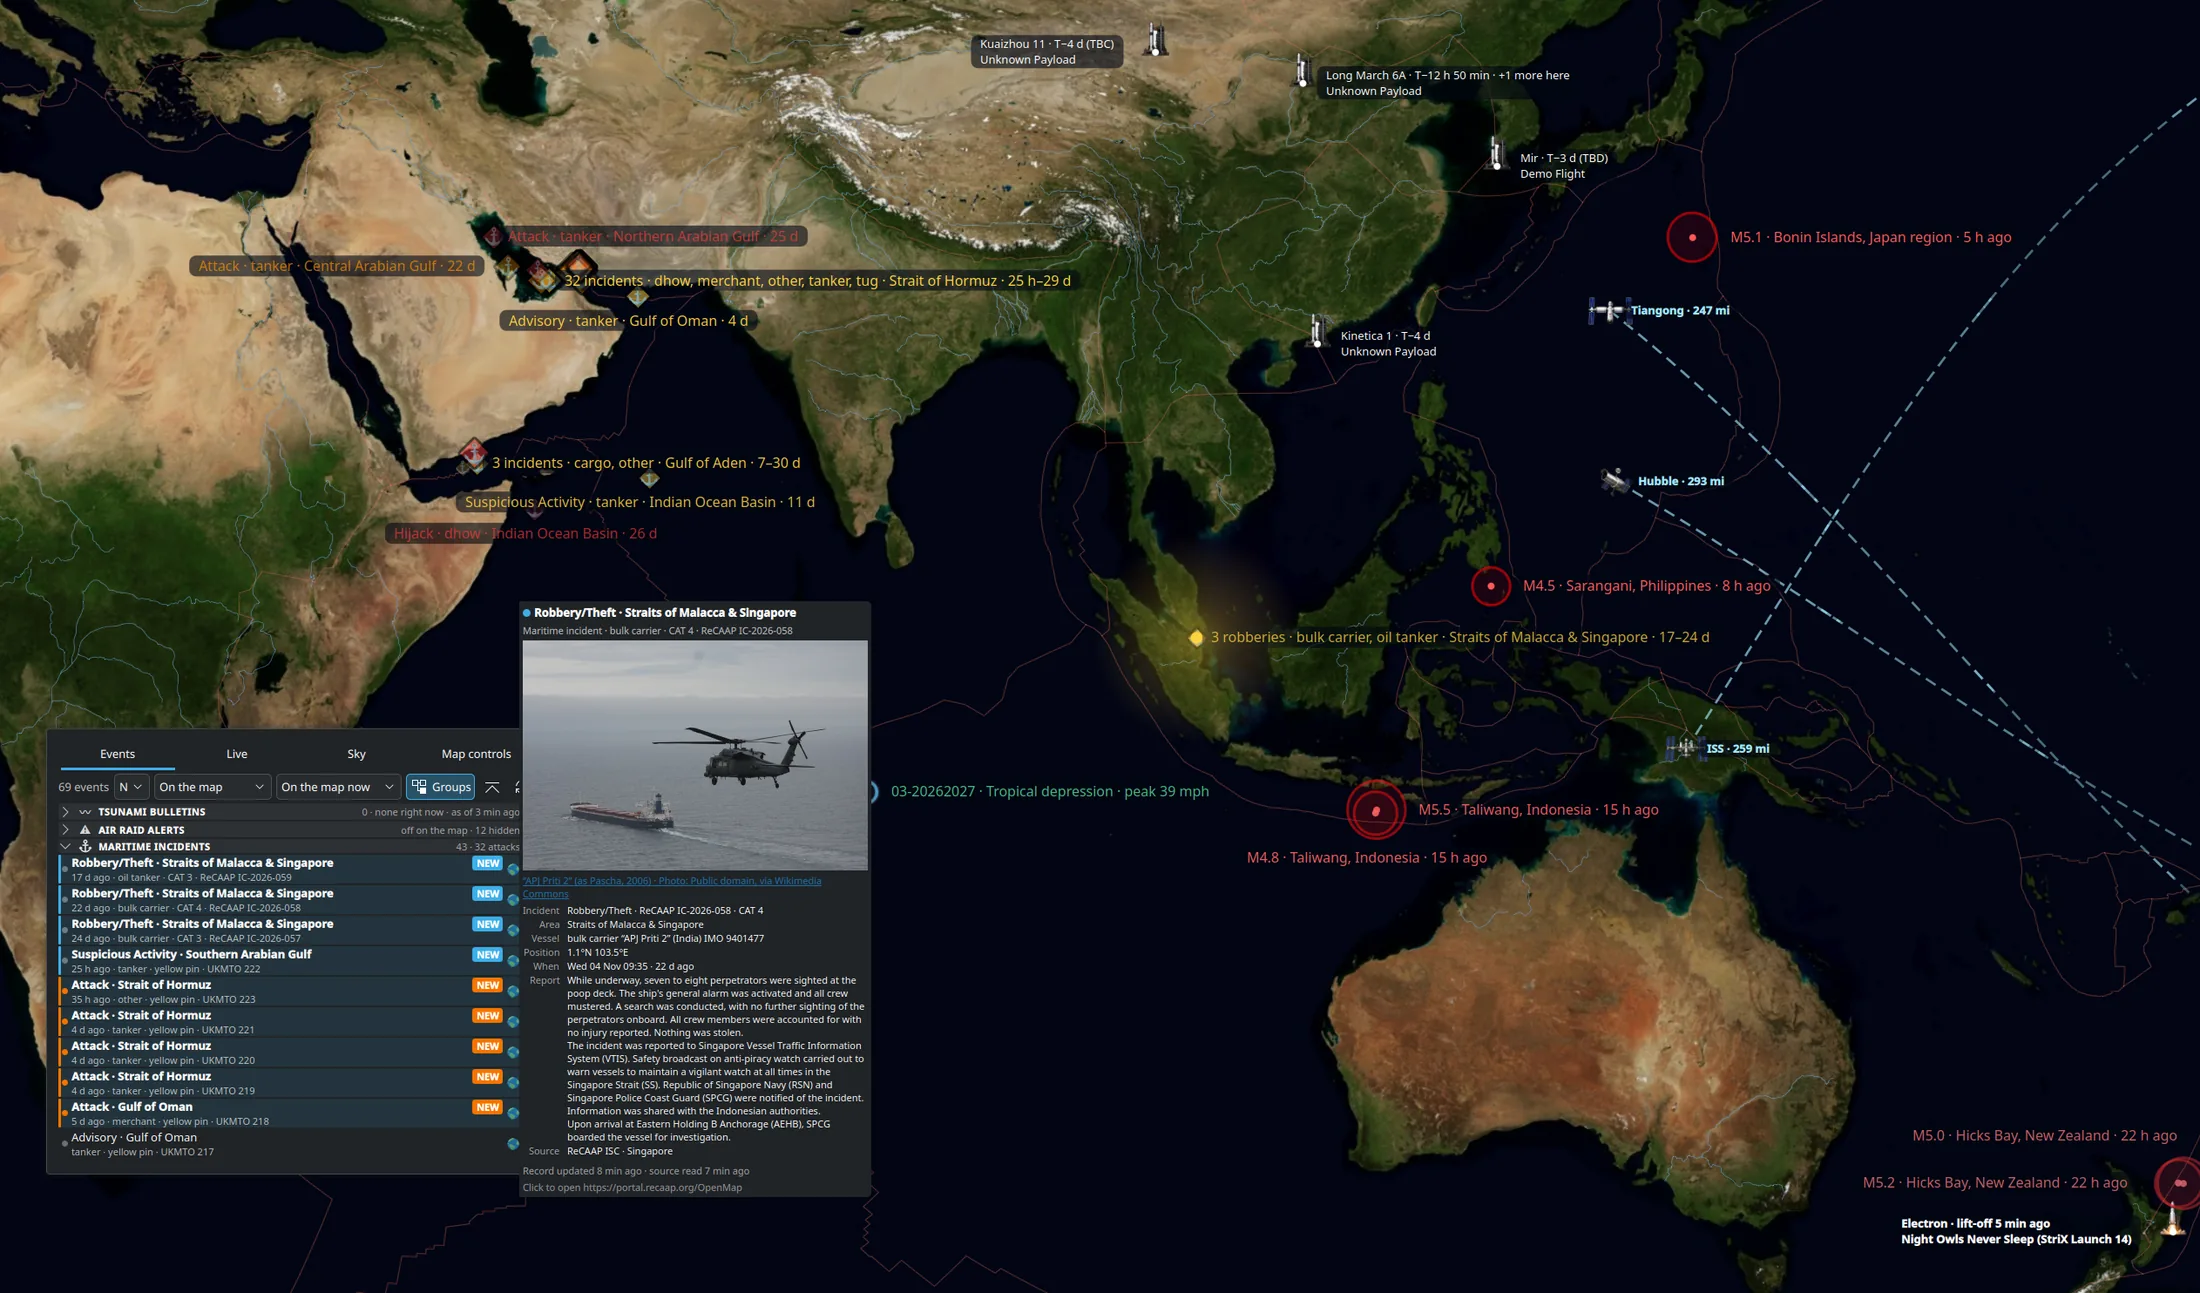 Kuaizhou 11 · T−4 d (TBC)
Unknown Payload
Long March 6A · T−12 h 50 min · +1 more here
Unknown Payload
Mir · T−3 d (TBD)
Demo Flight
Attack · tanker · Northern Arabian Gulf · 25 d
M5.1 · Bonin Islands, Japan region · 5 h ago
Attack · tanker · Central Arabian Gulf · 22 d
32 incidents · dhow, merchant, other, tanker, tug · Strait of Hormuz · 25 h–29 d
Tiangong · 247 mi
Advisory · tanker · Gulf of Oman · 4 d
Kinetica 1 · T−4 d
Unknown Payload
3 incidents · cargo, other · Gulf of Aden · 7–30 d
Hubble · 293 mi
Suspicious Activity · tanker · Indian Ocean Basin · 11 d
Hijack · dhow · Indian Ocean Basin · 26 d
M4.5 · Sarangani, Philippines · 8 h ago
3 robberies · bulk carrier, oil tanker · Straits of Malacca & Singapore · 17–24 d
ISS · 259 mi
03-20262027 · Tropical depression · peak 39 mph
M5.5 · Taliwang, Indonesia · 15 h ago
M4.8 · Taliwang, Indonesia · 15 h ago
M5.0 · Hicks Bay, New Zealand · 22 h ago
M5.2 · Hicks Bay, New Zealand · 22 h ago
Electron · lift-off 5 min ago
Night Owls Never Sleep (StriX Launch 14)
Events Live Sky Map controls
69 events N On the map On the map now Groups
TSUNAMI BULLETINS 0 · none right now · as of 3 min ago
AIR RAID ALERTS off on the map · 12 hidden
MARITIME INCIDENTS 43 · 32 attacks
Robbery/Theft · Straits of Malacca & Singapore NEW
17 d ago · oil tanker · CAT 3 · ReCAAP IC-2026-059
Robbery/Theft · Straits of Malacca & Singapore NEW
22 d ago · bulk carrier · CAT 4 · ReCAAP IC-2026-058
Robbery/Theft · Straits of Malacca & Singapore NEW
24 d ago · bulk carrier · CAT 3 · ReCAAP IC-2026-057
Suspicious Activity · Southern Arabian Gulf NEW
25 h ago · tanker · yellow pin · UKMTO 222
Attack · Strait of Hormuz NEW
35 h ago · other · yellow pin · UKMTO 223
Attack · Strait of Hormuz NEW
4 d ago · tanker · yellow pin · UKMTO 221
Attack · Strait of Hormuz NEW
4 d ago · tanker · yellow pin · UKMTO 220
Attack · Strait of Hormuz NEW
4 d ago · tanker · yellow pin · UKMTO 219
Attack · Gulf of Oman NEW
5 d ago · merchant · yellow pin · UKMTO 218
Advisory · Gulf of Oman
tanker · yellow pin · UKMTO 217
Robbery/Theft · Straits of Malacca & Singapore
Maritime incident · bulk carrier · CAT 4 · ReCAAP IC-2026-058
"APJ Priti 2" (as Pascha, 2006) · Photo: Public domain, via Wikimedia
Commons
Incident Robbery/Theft · ReCAAP IC-2026-058 · CAT 4
Area Straits of Malacca & Singapore
Vessel bulk carrier "APJ Priti 2" (India) IMO 9401477
Position 1.1°N 103.5°E
When Wed 04 Nov 09:35 · 22 d ago
Report While underway, seven to eight perpetrators were sighted at the
poop deck. The ship's general alarm was activated and all crew
mustered. A search was conducted, with no further sighting of the
perpetrators onboard. All crew members were accounted for with
no injury reported. Nothing was stolen.
The incident was reported to Singapore Vessel Traffic Information
System (VTIS). Safety broadcast on anti-piracy watch carried out to
warn vessels to maintain a vigilant watch at all times in the
Singapore Strait (SS). Republic of Singapore Navy (RSN) and
Singapore Police Coast Guard (SPCG) were notified of the incident.
Information was shared with the Indonesian authorities.
Upon arrival at Eastern Holding B Anchorage (AEHB), SPCG
boarded the vessel for investigation.
Source ReCAAP ISC · Singapore
Record updated 8 min ago · source read 7 min ago
Click to open https://portal.recaap.org/OpenMap